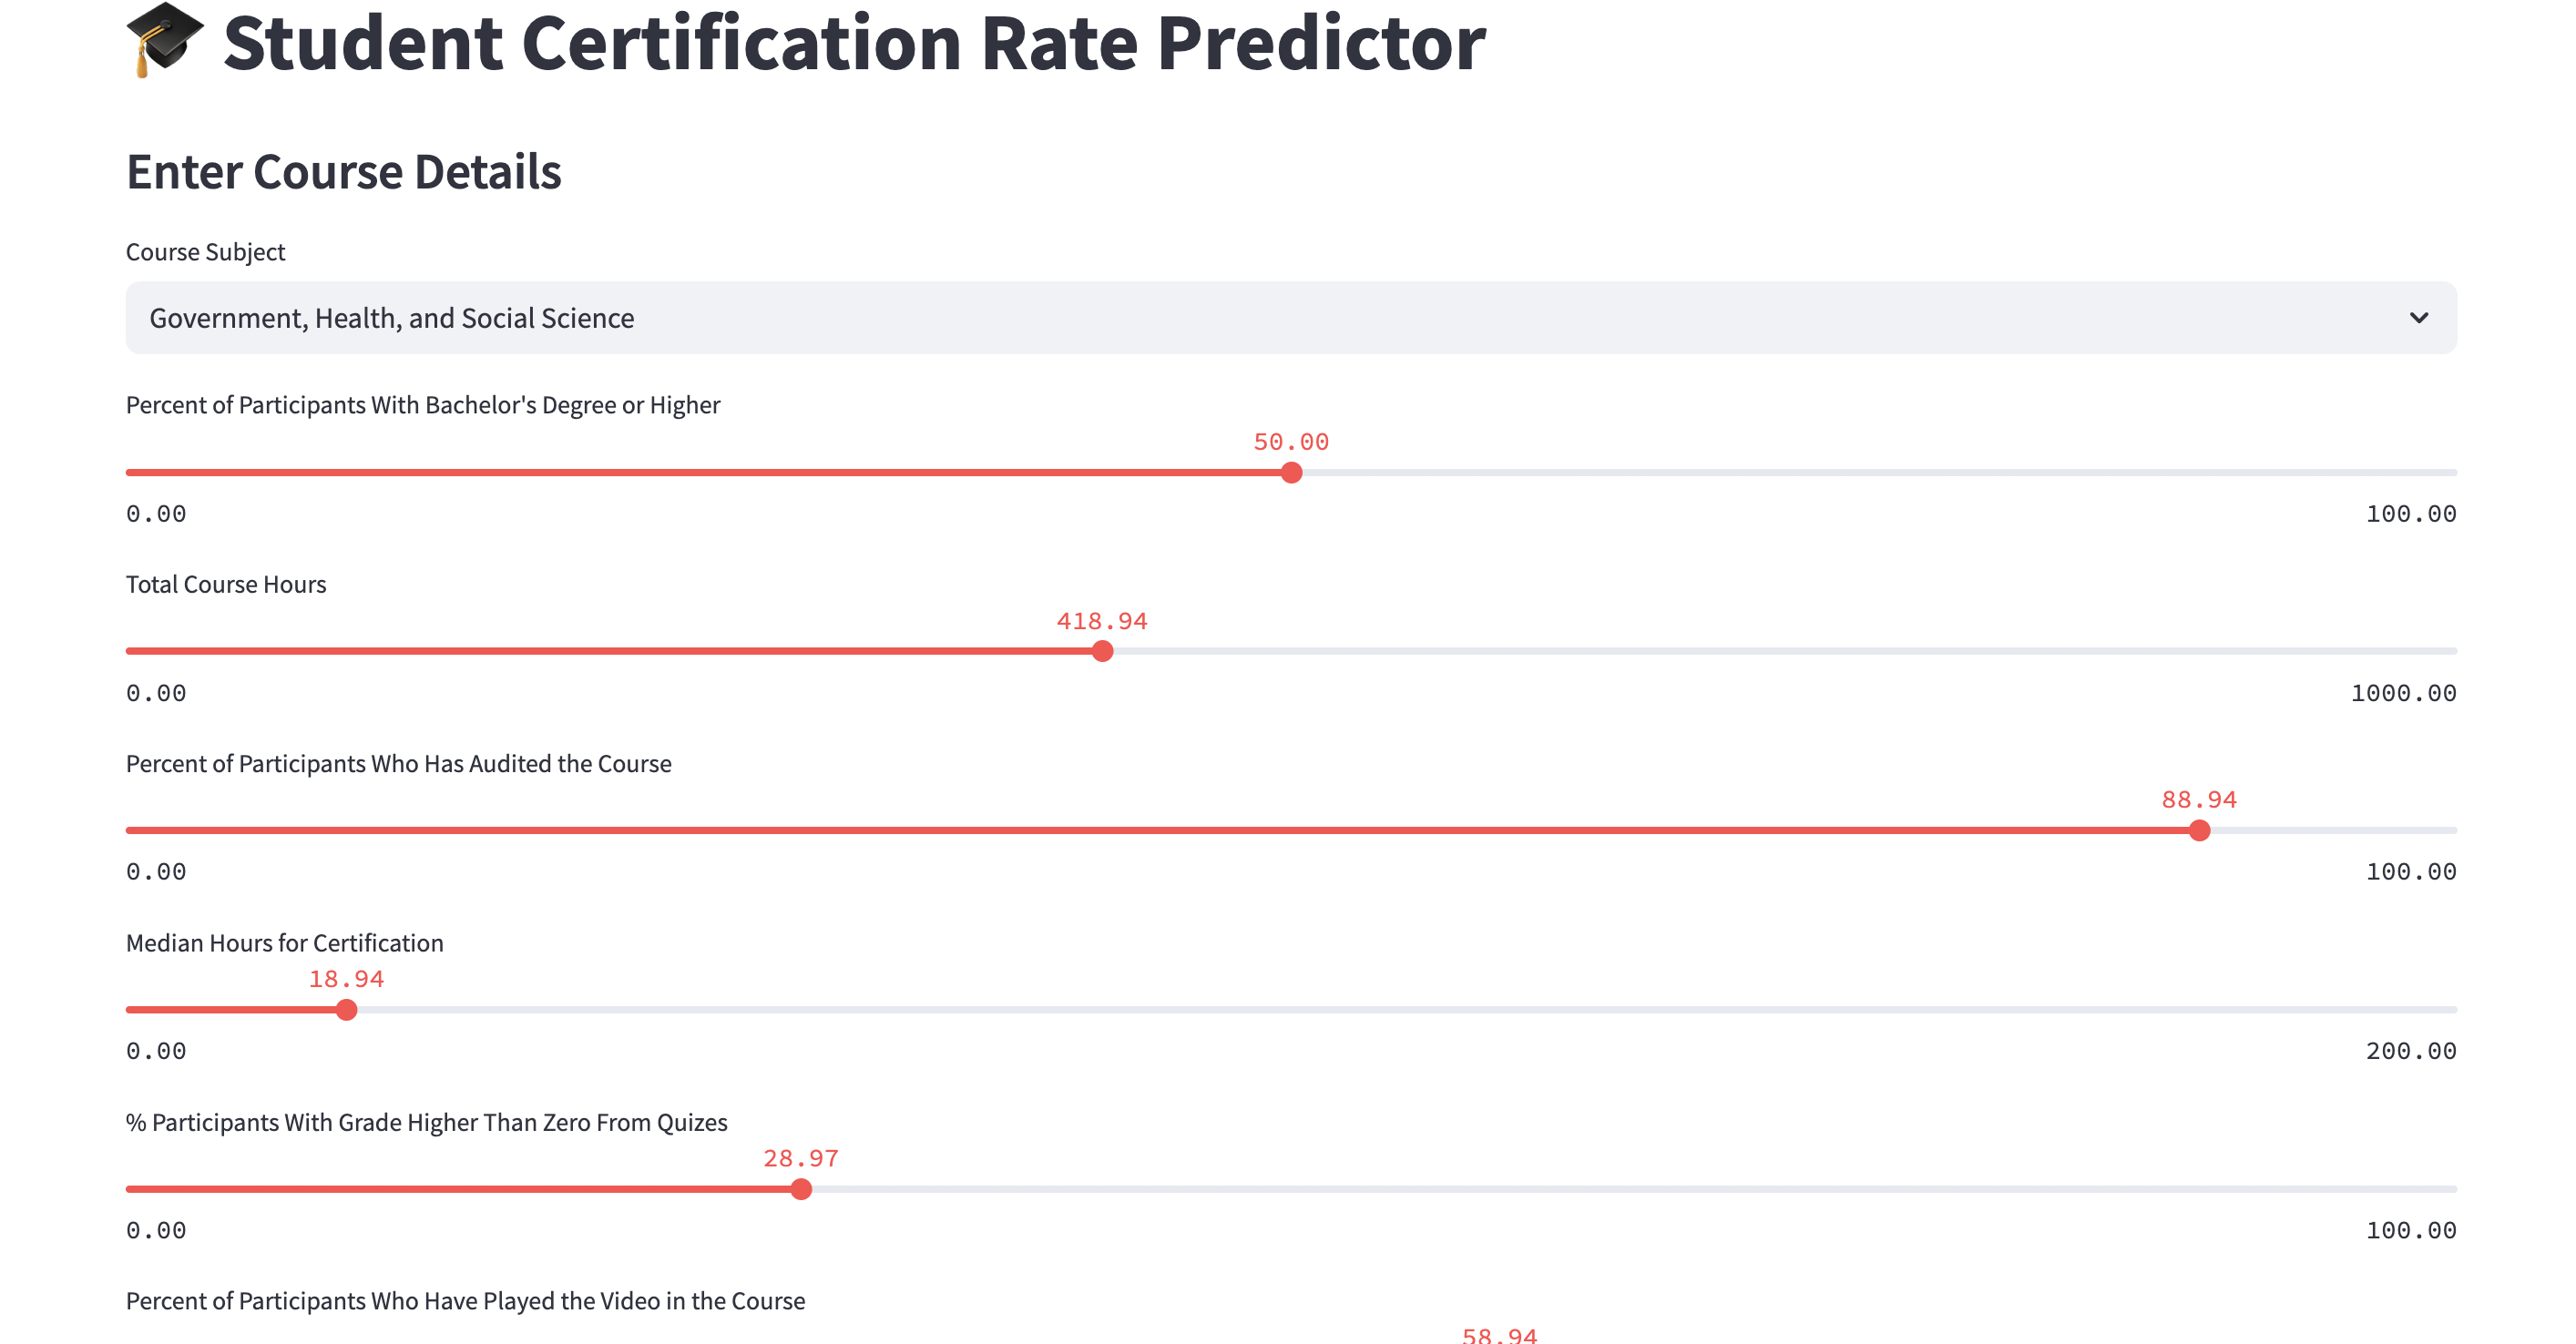 Student Certification Rate Predictor
Enter Course Details
Course Subject
Government, Health, and Social Science
Percent of Participants With Bachelor's Degree or Higher
50.00
0.00 100.00
Total Course Hours
418.94
0.00 1000.00
Percent of Participants Who Has Audited the Course
88.94
0.00 100.00
Median Hours for Certification
18.94
0.00 200.00
% Participants With Grade Higher Than Zero From Quizes
28.97
0.00 100.00
Percent of Participants Who Have Played the Video in the Course
58.94